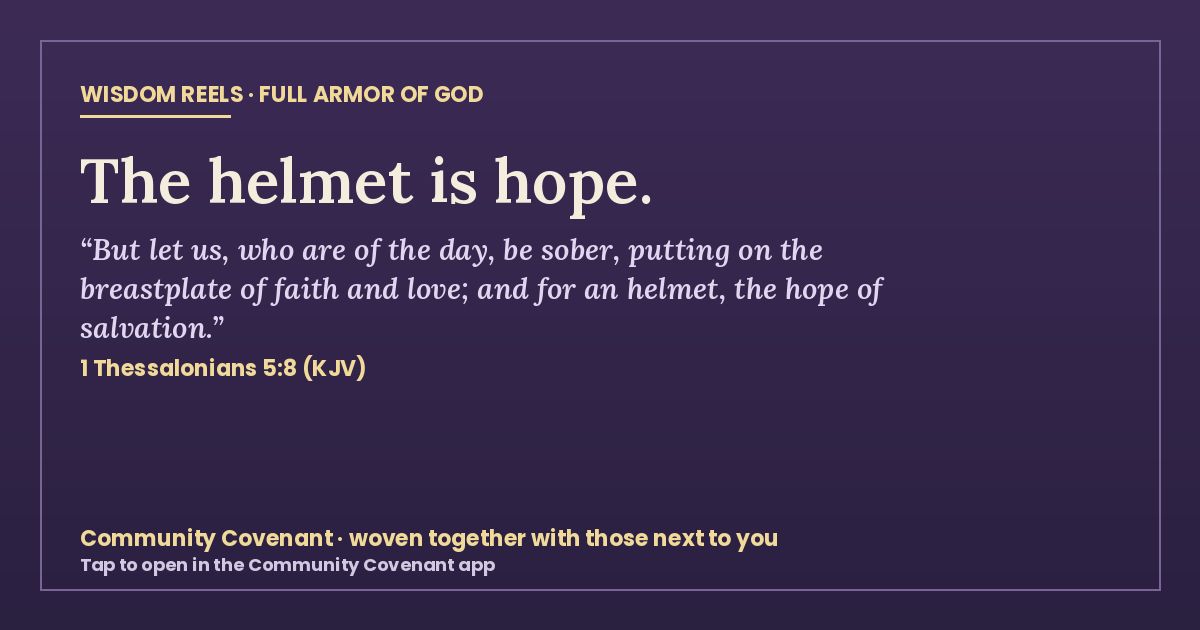 WISDOM REELS · FULL ARMOR OF GOD
The helmet is hope.
“But let us, who are of the day, be sober, putting on the
breastplate of faith and love; and for an helmet, the hope of
salvation.”
1 Thessalonians 5:8 (KJV)
Community Covenant · woven together with those next to you
Tap to open in the Community Covenant app